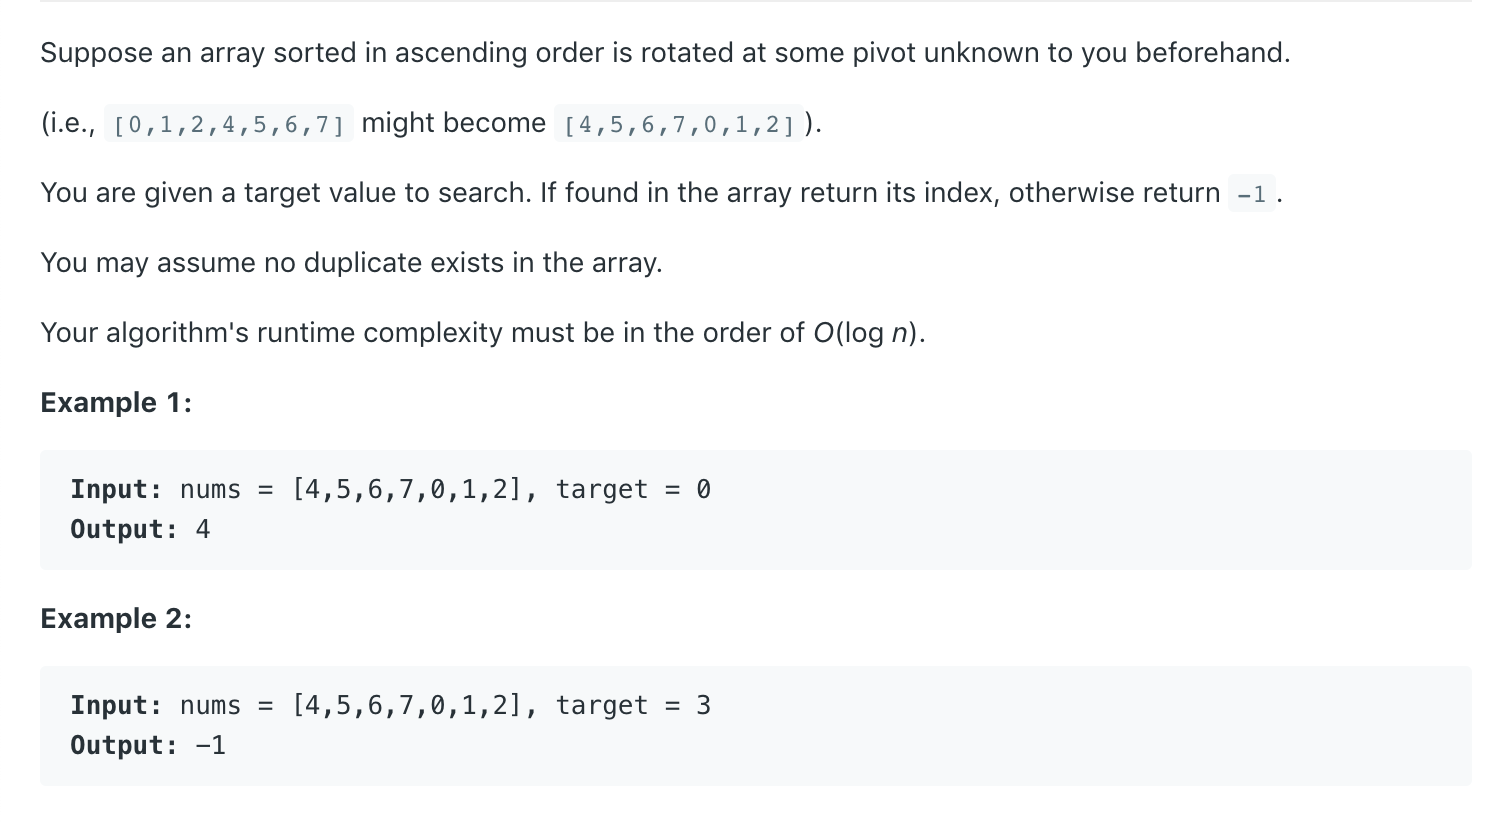 Suppose an array sorted in ascending order is rotated at some pivot unknown to you beforehand.
(i.e., [0,1,2,4,5,6,7] might become [4,5,6,7,0,1,2]).
You are given a target value to search. If found in the array return its index, otherwise return -1.
You may assume no duplicate exists in the array.
Your algorithm's runtime complexity must be in the order of O(log n).
Example 1:
Input: nums = [4,5,6,7,0,1,2], target = 0
Output: 4
Example 2:
Input: nums = [4,5,6,7,0,1,2], target = 3
Output: -1